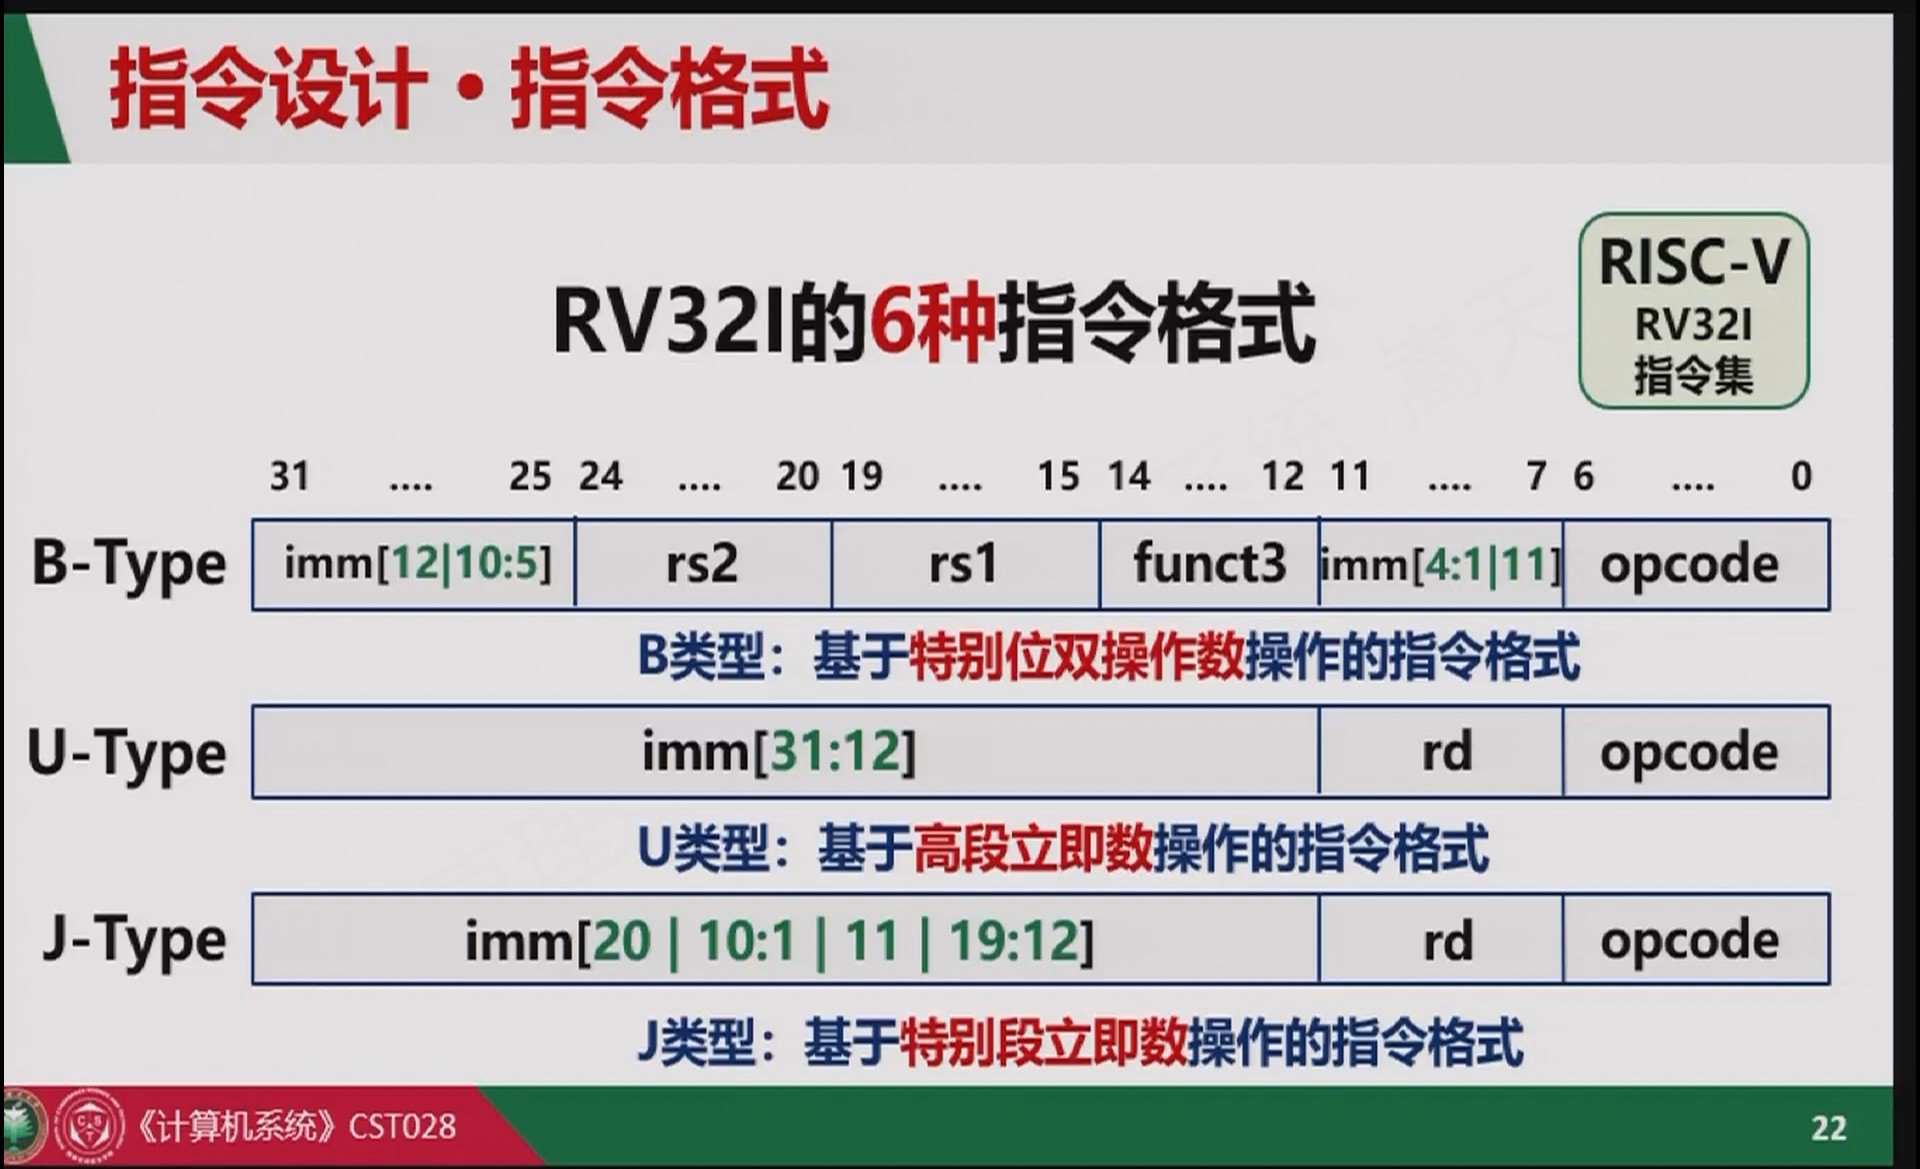 指令设计·指令格式
RV32I的6种指令格式
RISC-V
RV32I
指令集
31 .... 25 24 .... 20 19 .... 15 14 .... 12 11 .... 7 6 .... 0
B-Type imm[12|10:5] rs2 rs1 funct3 imm[4:1|11] opcode
B类型：基于特别位双操作数操作的指令格式
U-Type imm[31:12] rd opcode
U类型：基于高段立即数操作的指令格式
J-Type imm[20 | 10:1 | 11 | 19:12] rd opcode
J类型：基于特别段立即数操作的指令格式
《计算机系统》CST028
22